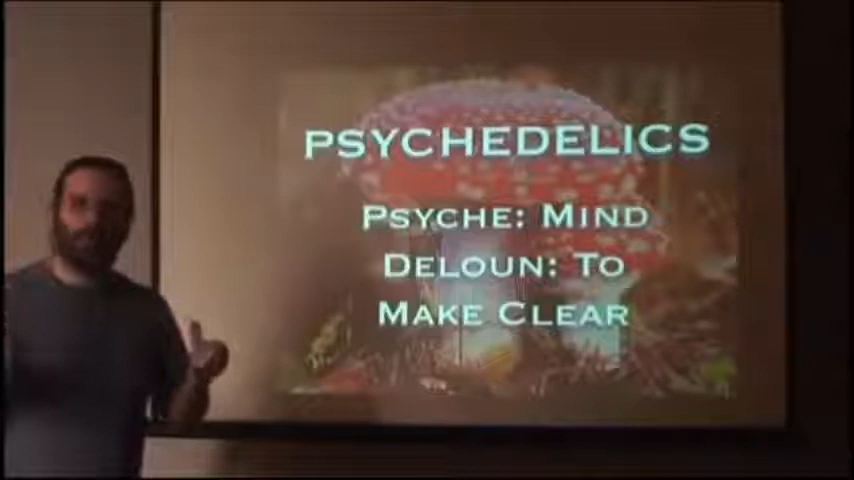 PSYCHEDELICS
PSYCHE: MIND
DELOUN: TO
MAKE CLEAR